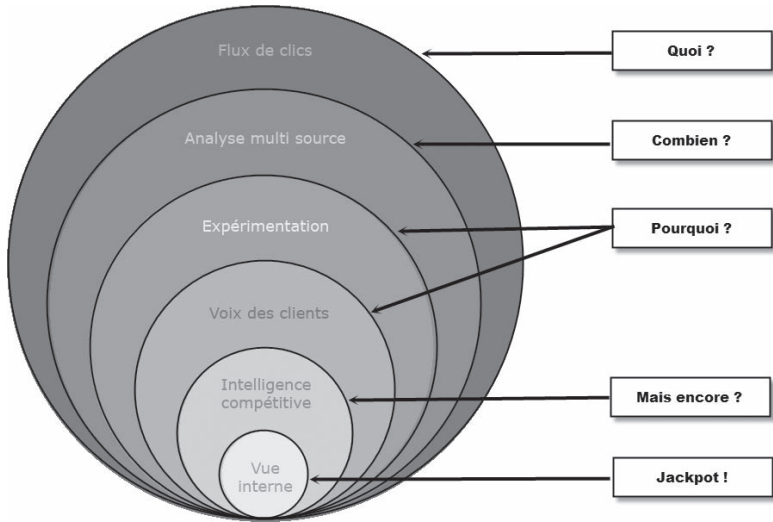 Flux de clics
Quoi ?
Analyse multi source
Combien ?
Expérimentation
Pourquoi ?
Voix des clients
Intelligence
compétitive
Mais encore ?
Vue
interne
Jackpot !